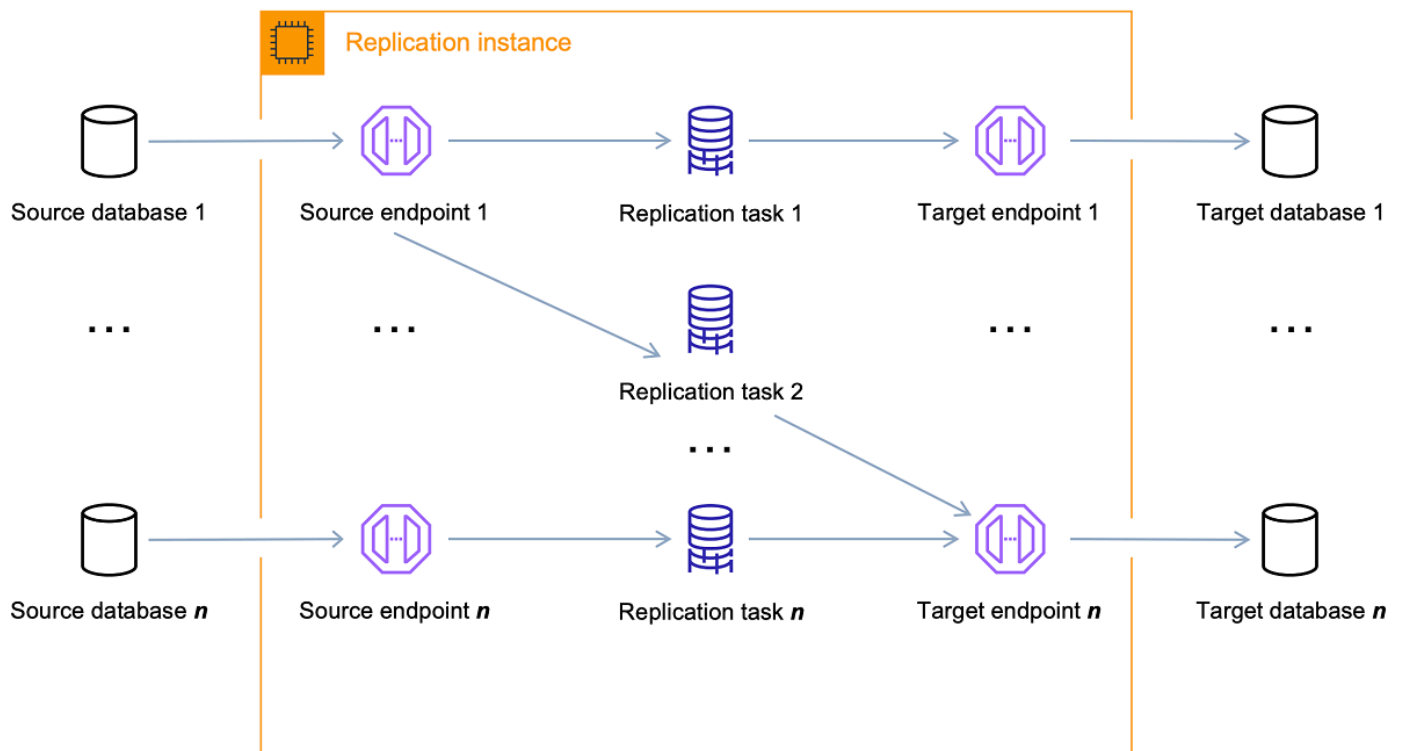 Replication instance
Source database 1
Source endpoint 1
Replication task 1
Target endpoint 1
Target database 1
...
...
...
...
Replication task 2
...
Source database n
Source endpoint n
Replication task n
Target endpoint n
Target database n